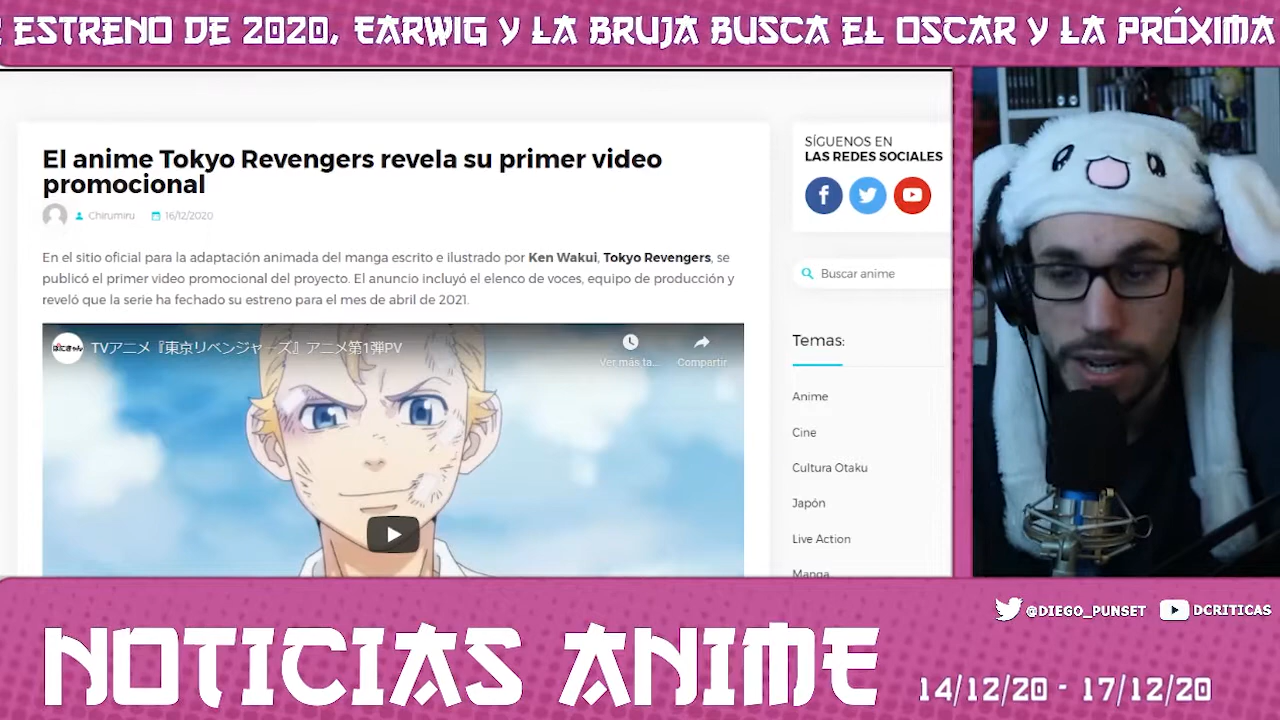 ESTRENO DE 2020, EARWIG Y LA BRUJA BUSCA EL OSCAR Y LA PRÓXIMA
El anime Tokyo Revengers revela su primer video
promocional
Chirumiru 16/12/2020
En el sitio oficial para la adaptación animada del manga escrito e ilustrado por Ken Wakui, Tokyo Revengers, se
publicó el primer video promocional del proyecto. El anuncio incluyó el elenco de voces, equipo de producción y
reveló que la serie ha fechado su estreno para el mes de abril de 2021.
TVアニメ『東京リベンジャーズ』アニメ第1弾PV
Ver más ta... Compartir
SÍGUENOS EN
LAS REDES SOCIALES
Buscar anime
Temas:
Anime
Cine
Cultura Otaku
Japón
Live Action
Manga
@DIEGO_PUNSET DCRITICAS
NOTICIAS ANIME
14/12/20 - 17/12/20